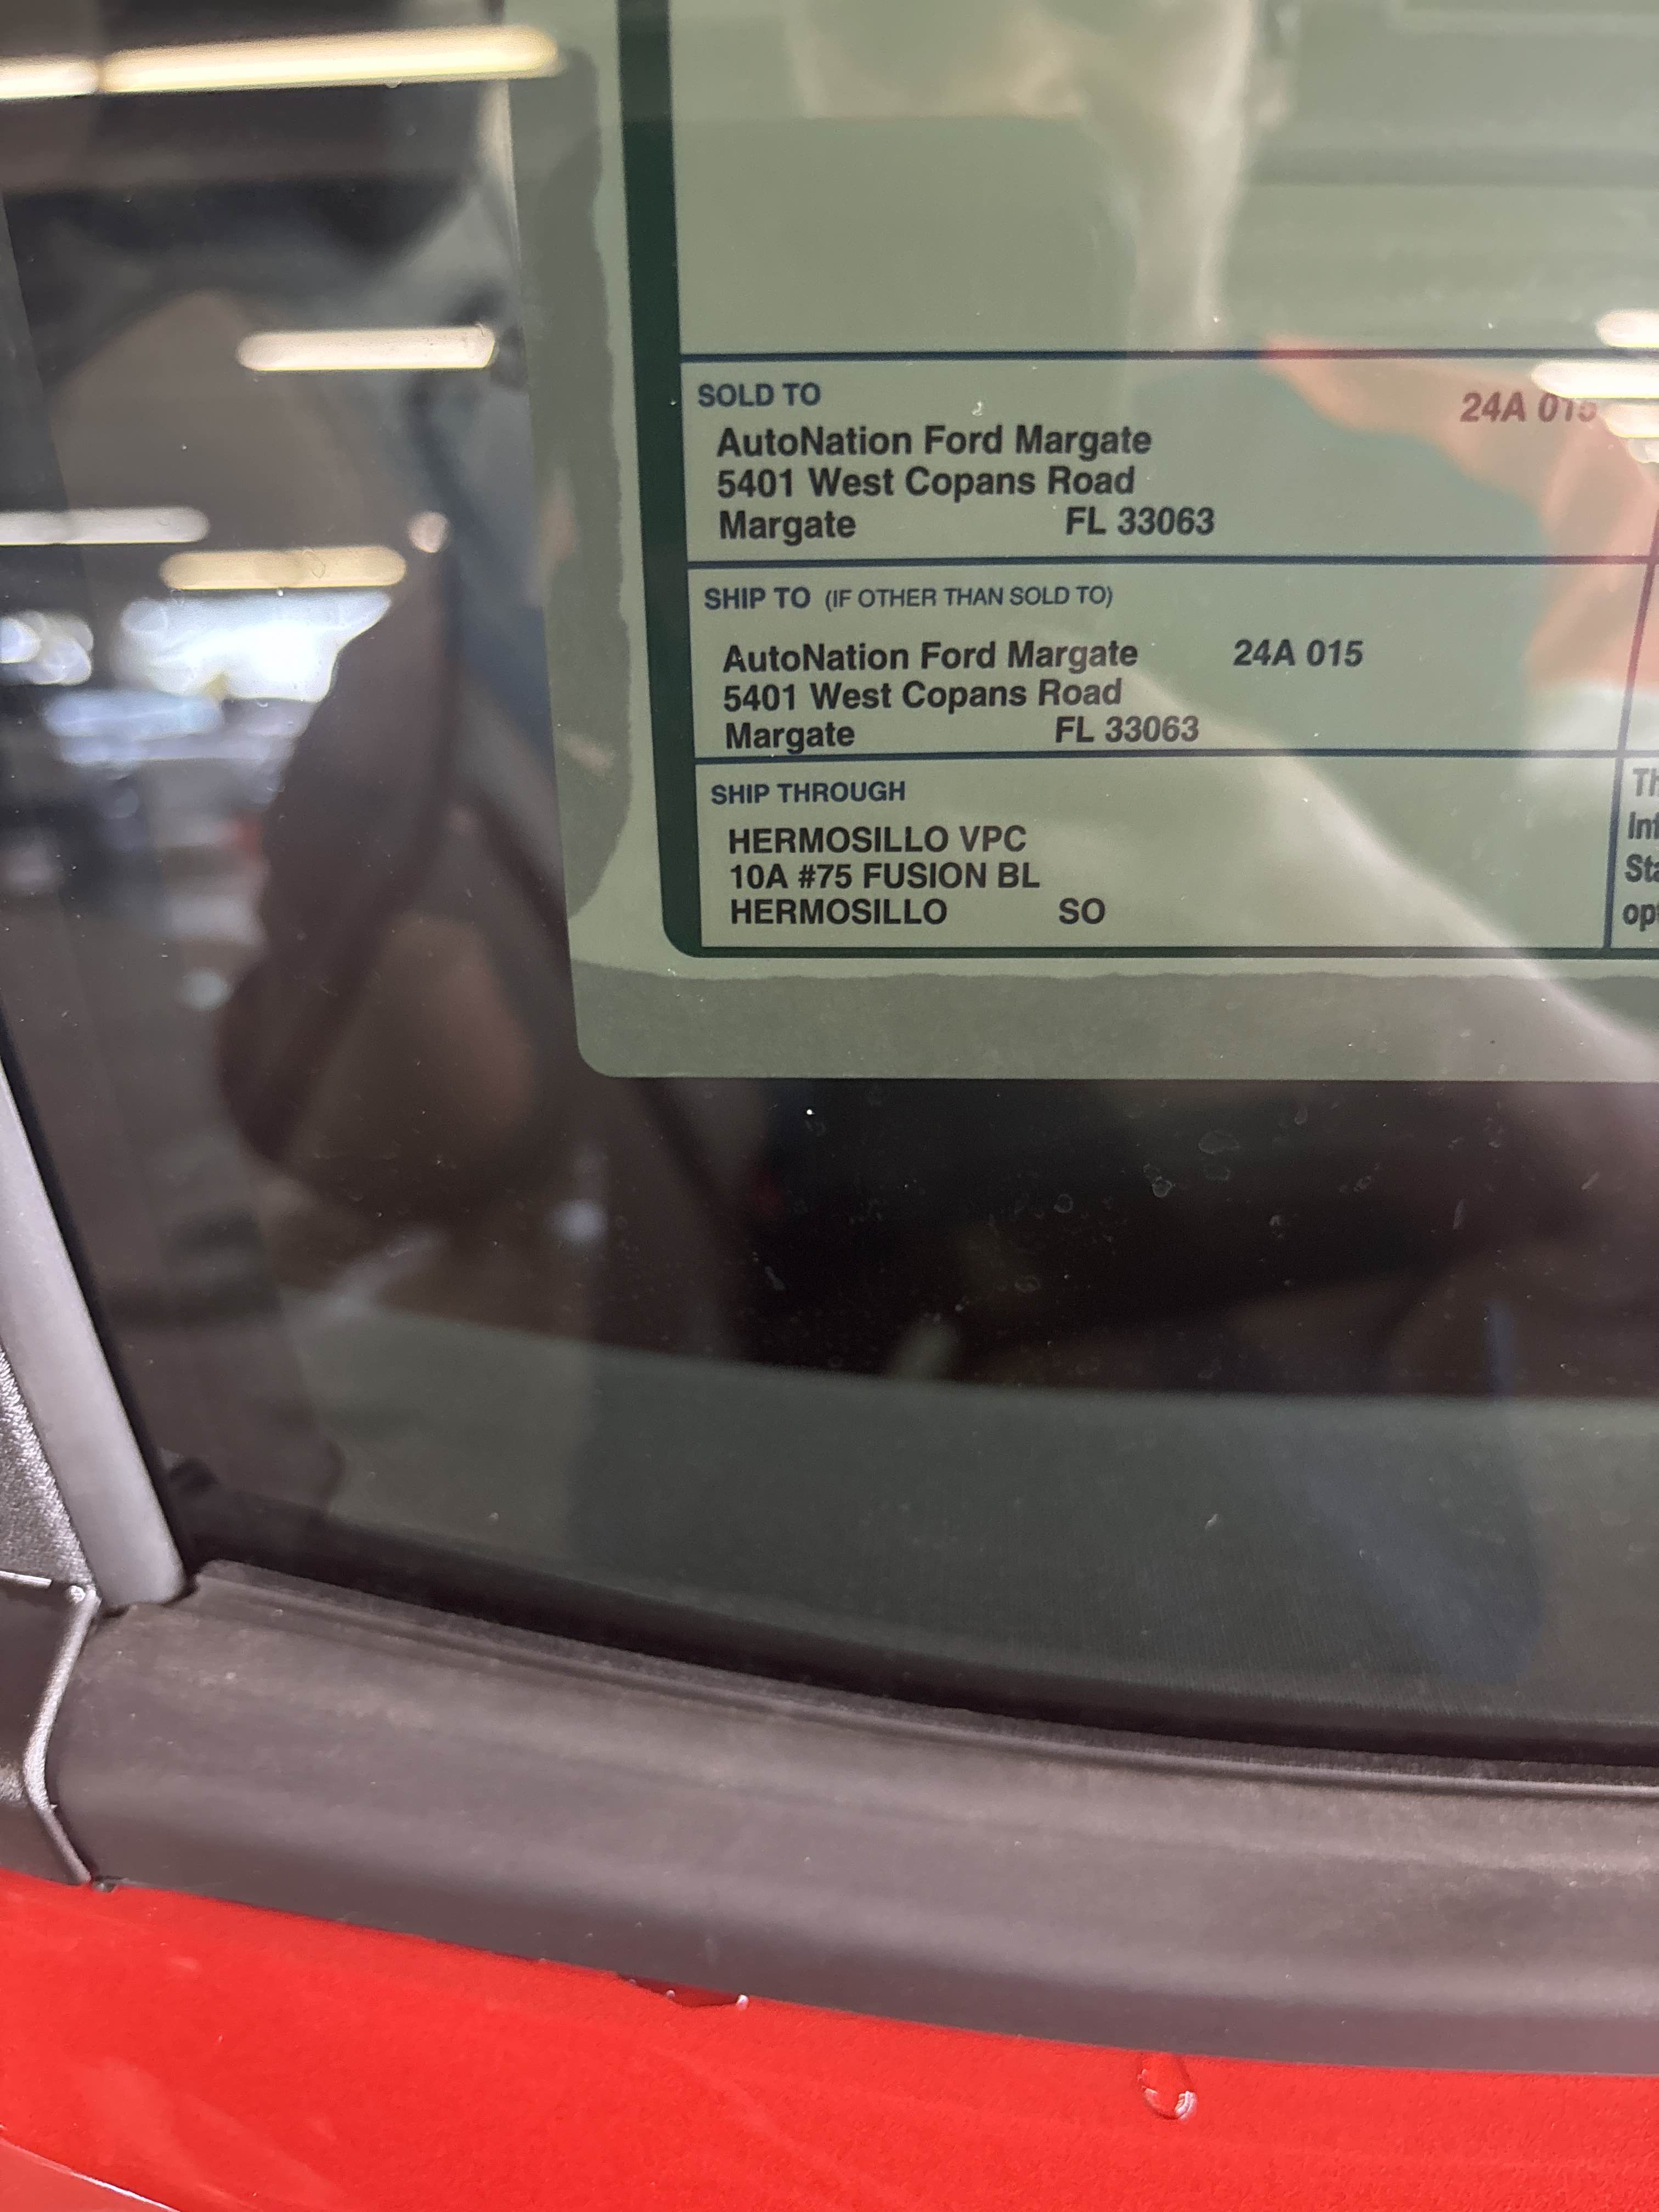 SOLD TO 24A 015
AutoNation Ford Margate
5401 West Copans Road
Margate FL 33063
SHIP TO (IF OTHER THAN SOLD TO)
AutoNation Ford Margate 24A 015
5401 West Copans Road
Margate FL 33063
SHIP THROUGH
HERMOSILLO VPC
10A #75 FUSION BL
HERMOSILLO SO